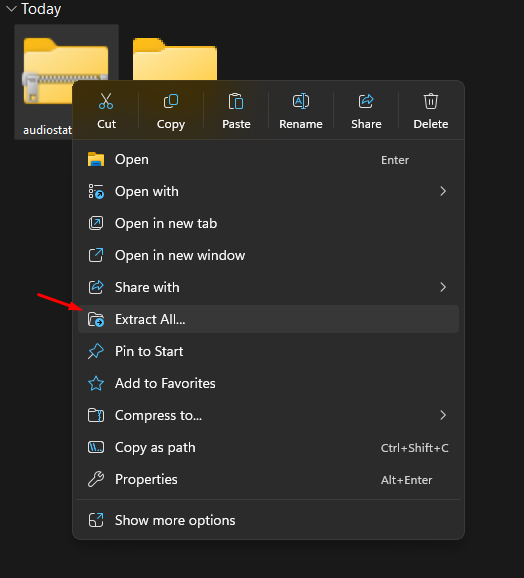 Today
audiostat
Cut Copy Paste Rename Share Delete
Open Enter
Open with
Open in new tab
Open in new window
Share with
Extract All...
Pin to Start
Add to Favorites
Compress to...
Copy as path Ctrl+Shift+C
Properties Alt+Enter
Show more options